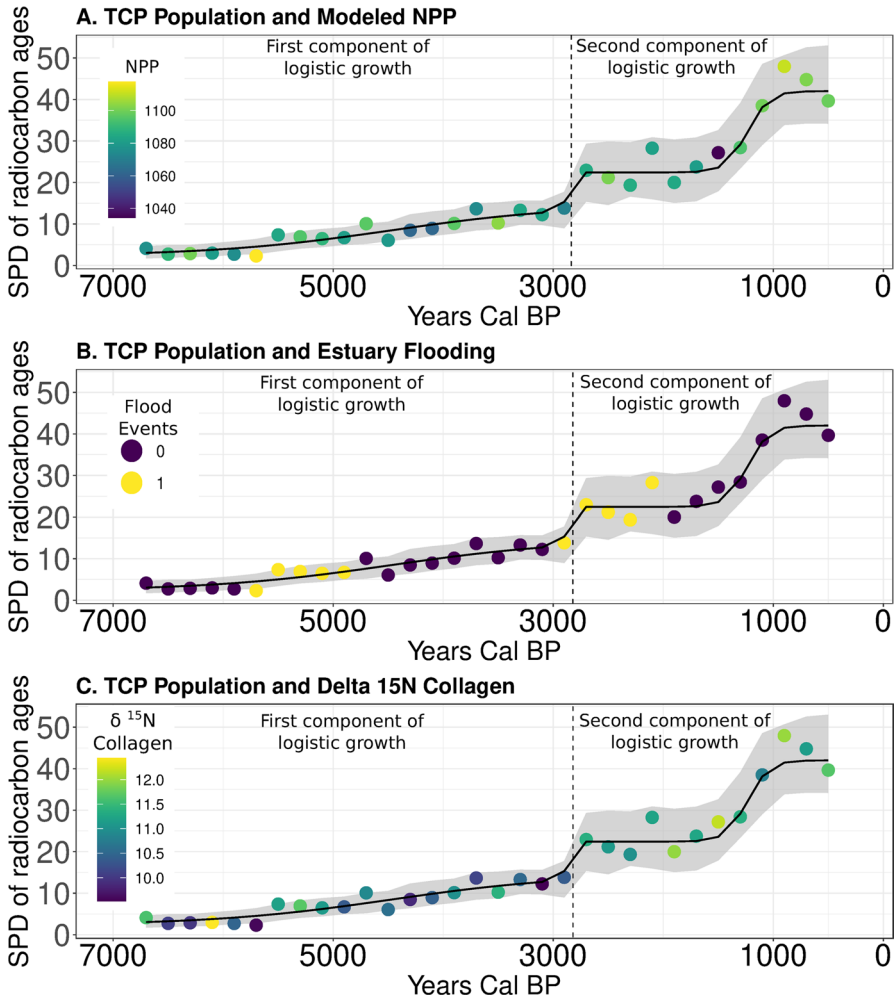 A. TCP Population and Modeled NPP
SPD of radiocarbon ages
50
40
30
20
10
0
NPP
1100
1080
1060
1040
First component of
logistic growth
Second component of
logistic growth
7000 5000 3000 1000 0
Years Cal BP
B. TCP Population and Estuary Flooding
SPD of radiocarbon ages
50
40
30
20
10
0
Flood
Events
0
1
First component of
logistic growth
Second component of
logistic growth
7000 5000 3000 1000 0
Years Cal BP
C. TCP Population and Delta 15N Collagen
SPD of radiocarbon ages
50
40
30
20
10
0
δ ¹⁵N
Collagen
12.0
11.5
11.0
10.5
10.0
First component of
logistic growth
Second component of
logistic growth
7000 5000 3000 1000 0
Years Cal BP